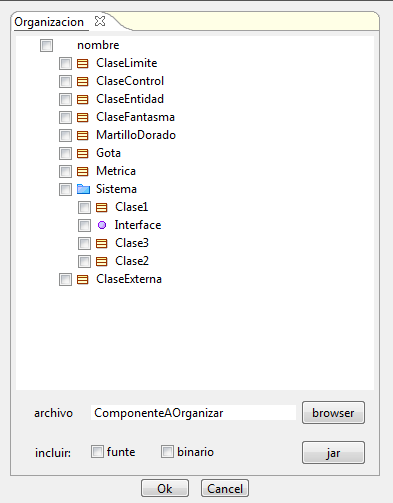 Organizacion
nombre
ClaseLimite
ClaseControl
ClaseEntidad
ClaseFantasma
MartilloDorado
Gota
Metrica
Sistema
Clase1
Interface
Clase3
Clase2
ClaseExterna
archivo ComponenteAOrganizar browser
incluir: funte binario jar
Ok Cancel